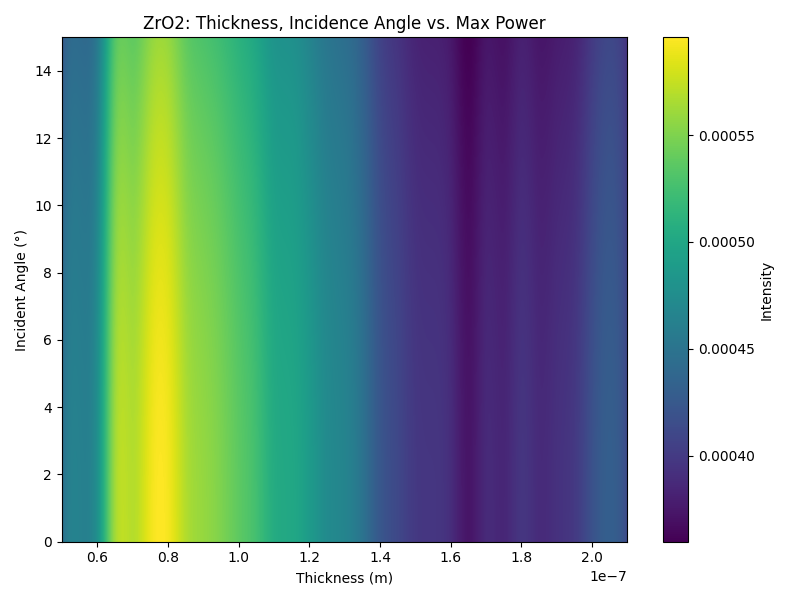 ZrO2: Thickness, Incidence Angle vs. Max Power
Incident Angle (°)
14
12
10
8
6
4
2
0
0.6 0.8 1.0 1.2 1.4 1.6 1.8 2.0
1e−7
Thickness (m)
0.00055
0.00050
0.00045
0.00040
Intensity